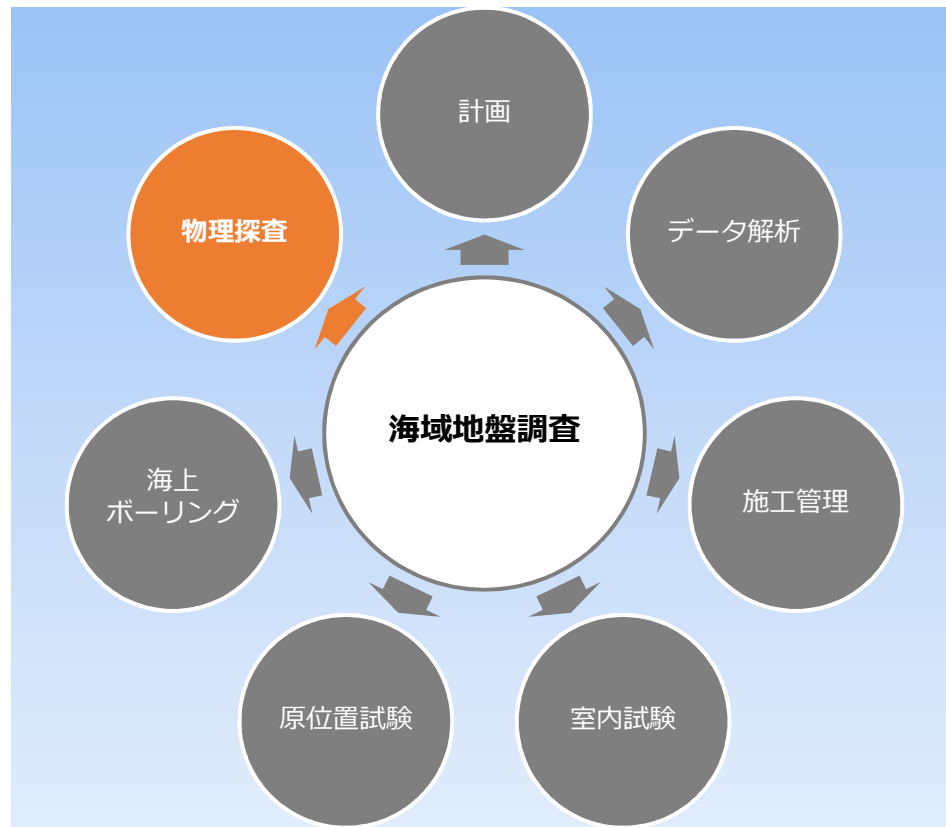 計画
物理探査
データ解析
海域地盤調査
海上
ボーリング
施工管理
原位置試験
室内試験